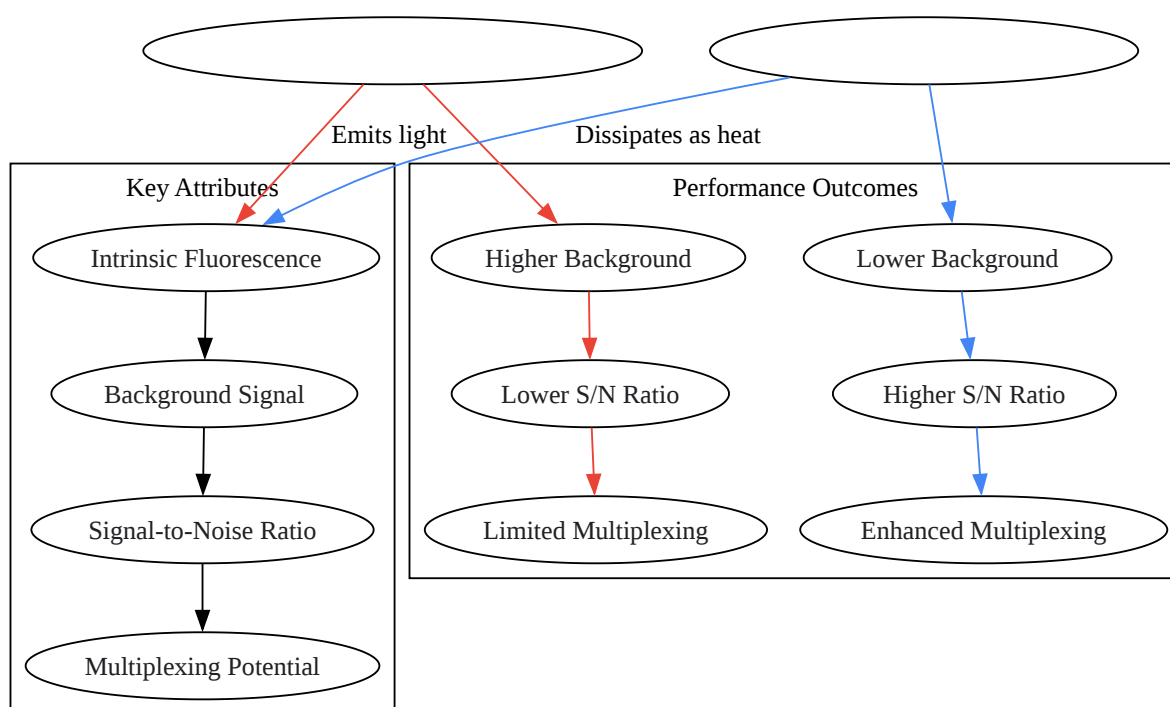 Emits light
Dissipates as heat
Key Attributes
Performance Outcomes
Intrinsic Fluorescence
Higher Background
Lower Background
Background Signal
Lower S/N Ratio
Higher S/N Ratio
Signal-to-Noise Ratio
Limited Multiplexing
Enhanced Multiplexing
Multiplexing Potential